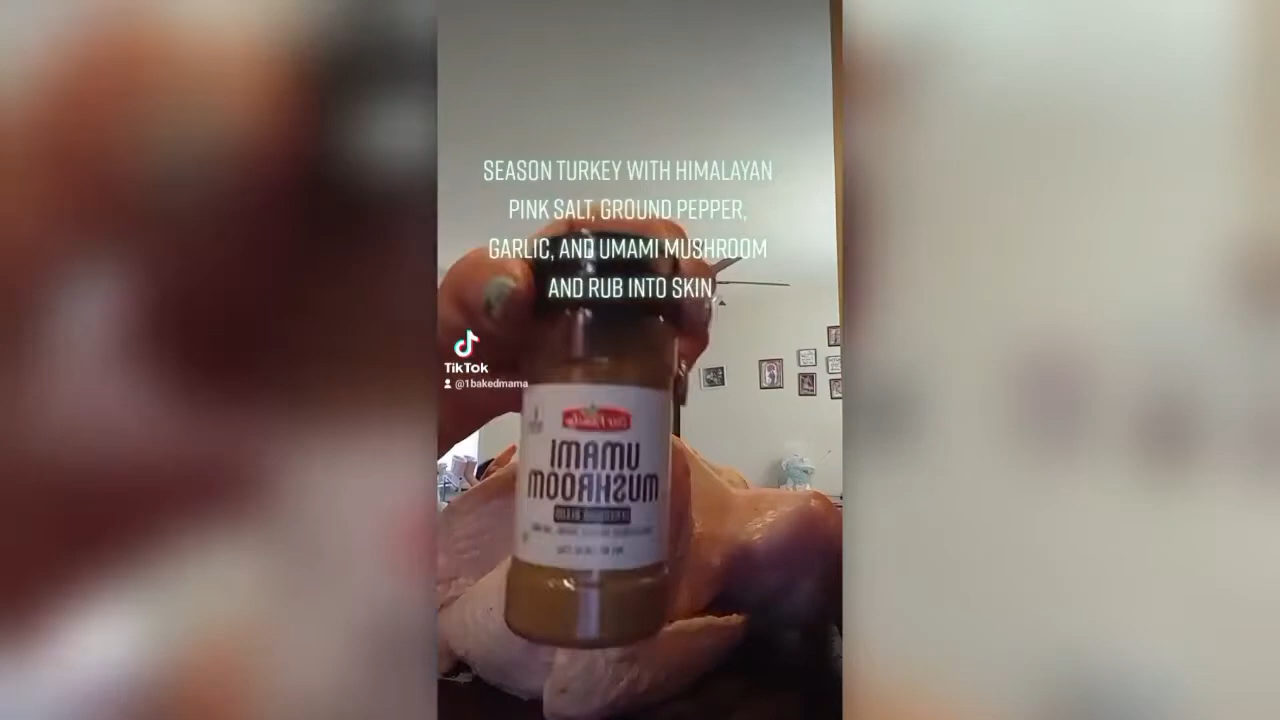 SEASON TURKEY WITH HIMALAYAN
PINK SALT, GROUND PEPPER,
GARLIC, AND UMAMI MUSHROOM
AND RUB INTO SKIN,
TikTok
@1bakedmama
UMAMI
MUSHROOM